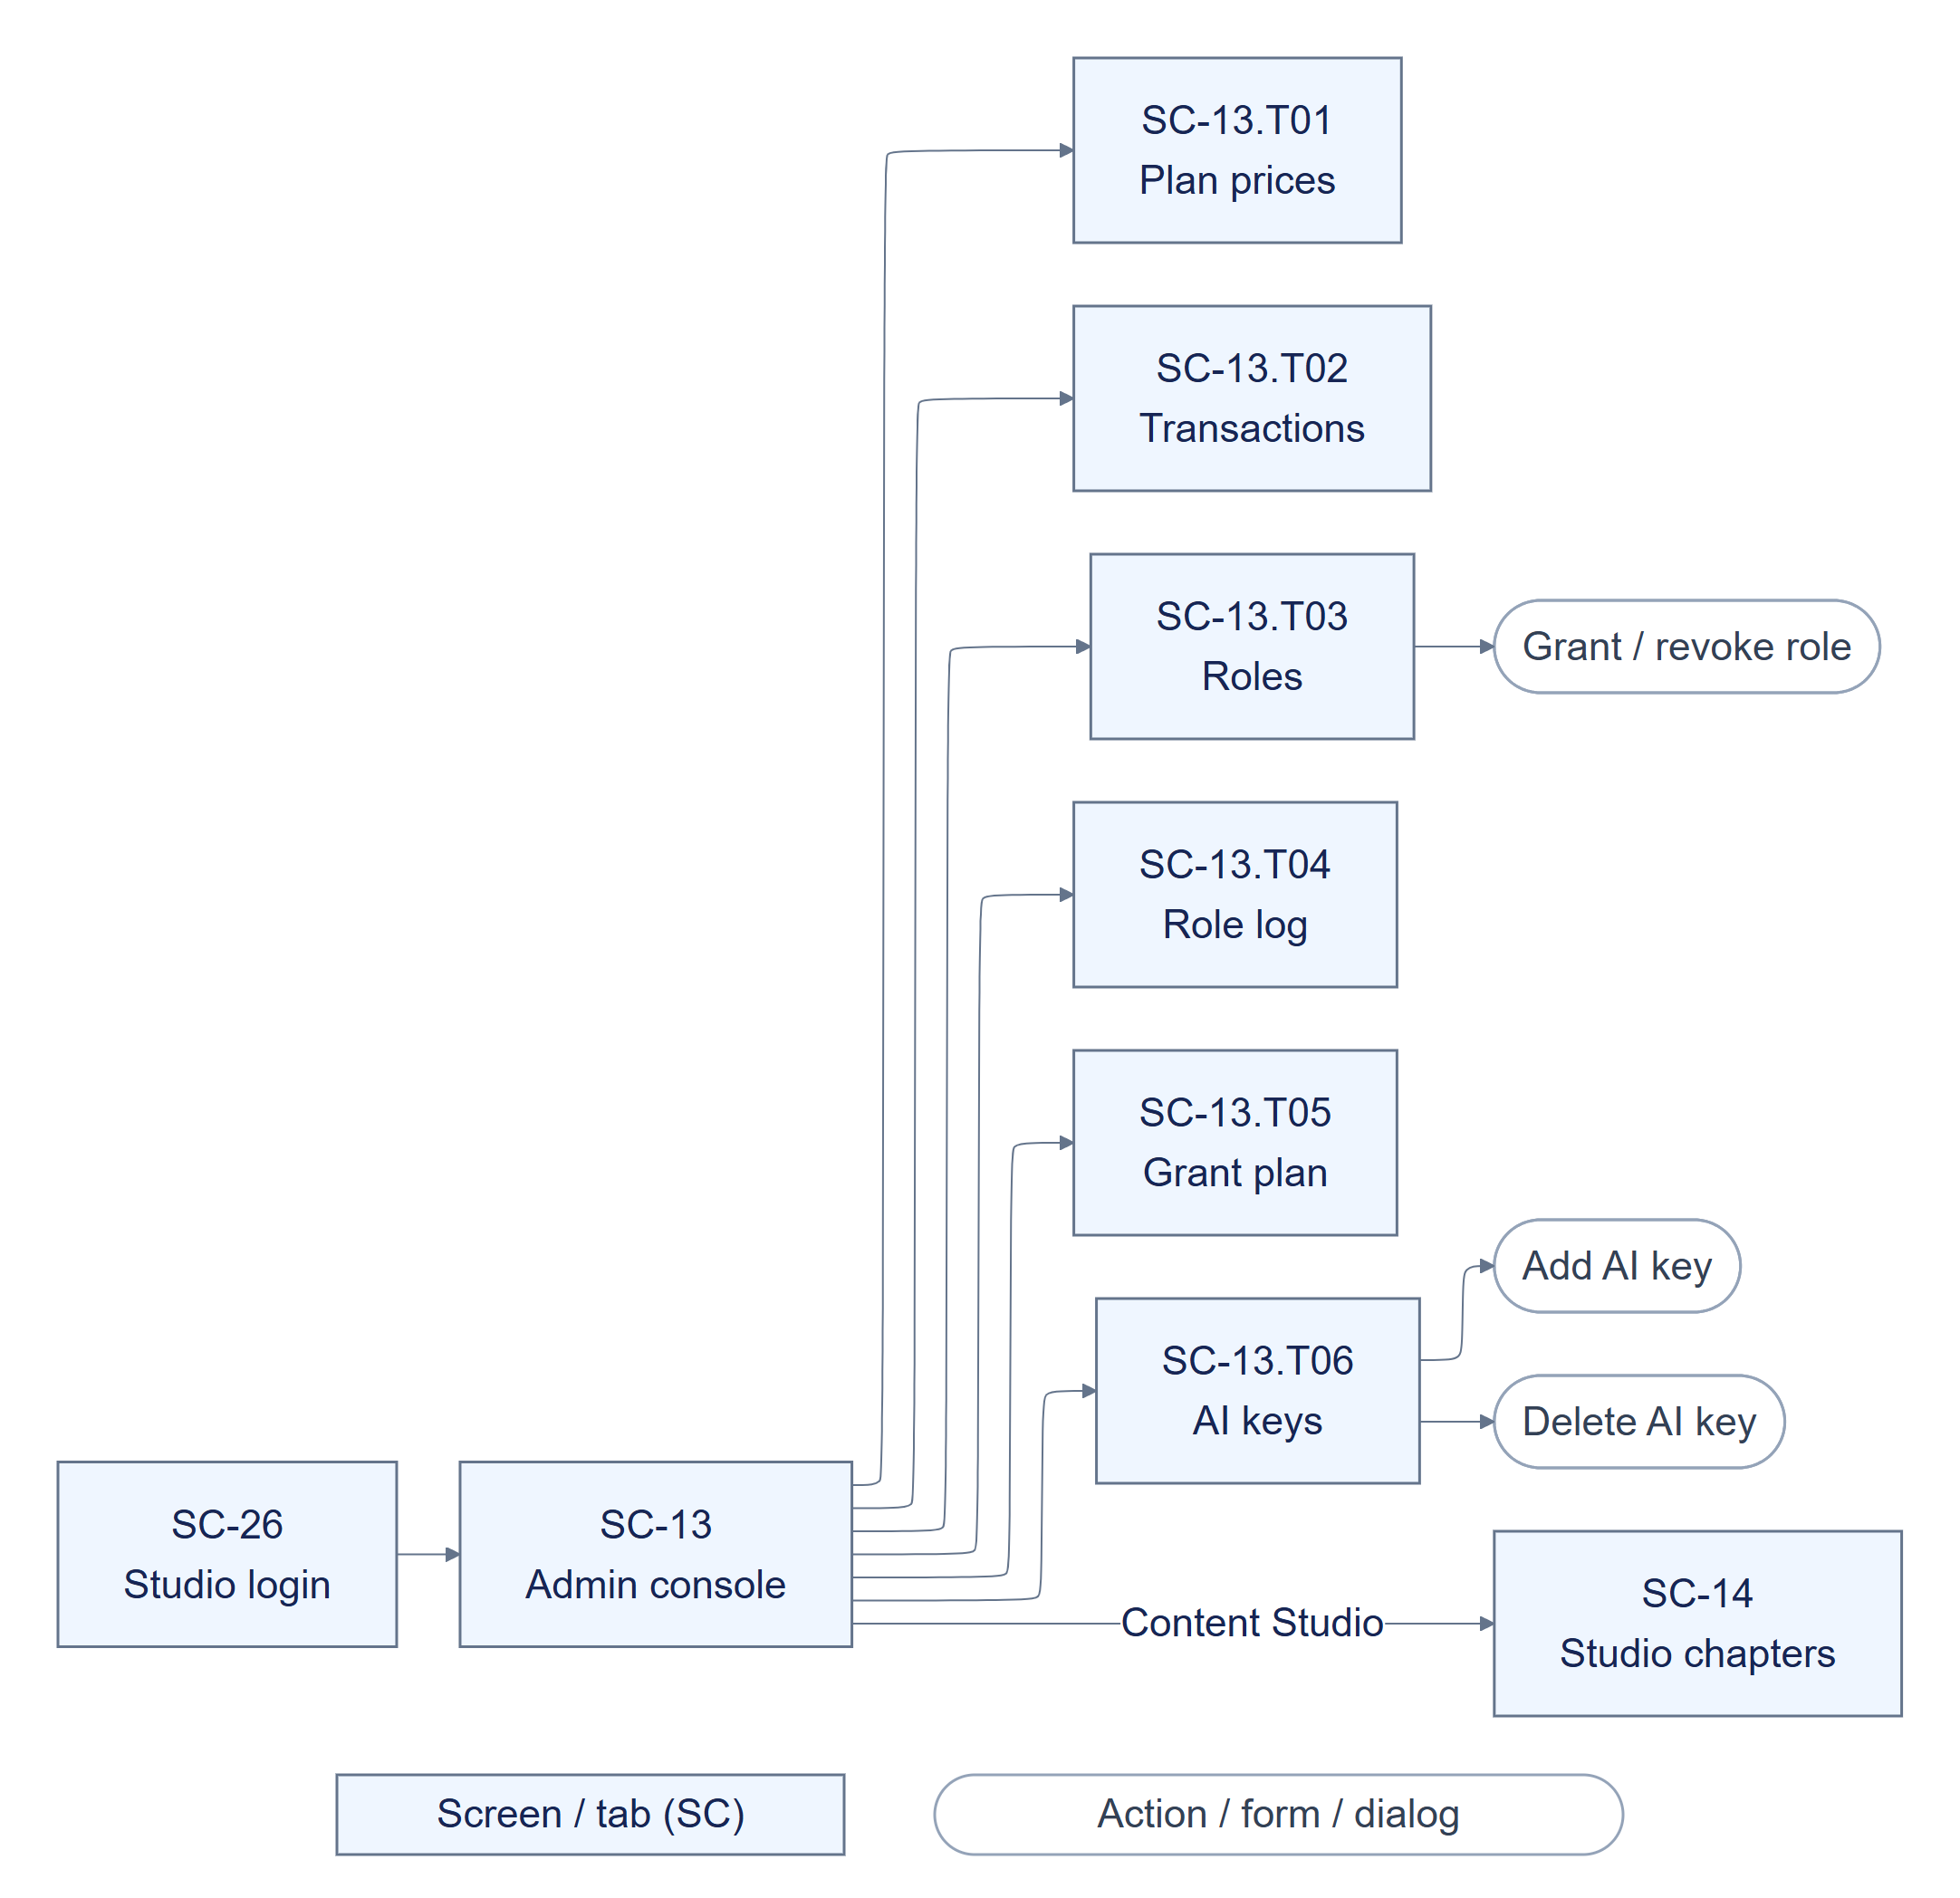 SC-13.T01
Plan prices
SC-13.T02
Transactions
SC-13.T03
Roles
Grant / revoke role
SC-13.T04
Role log
SC-13.T05
Grant plan
Add AI key
SC-13.T06
AI keys
Delete AI key
SC-26
Studio login
SC-13
Admin console
Content Studio
SC-14
Studio chapters
Screen / tab (SC)
Action / form / dialog